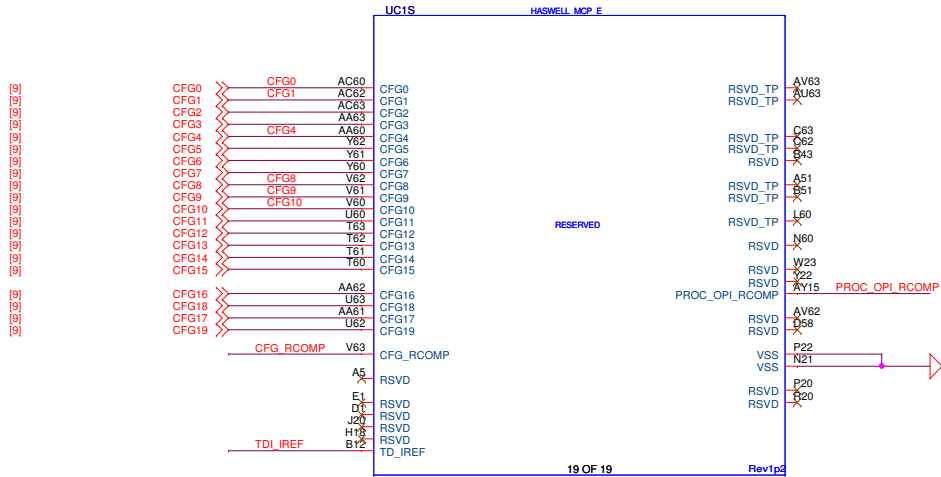 UC1S HASWELL_MCP_E
[9] CFG0 CFG0 AC60 CFG0 RSVD_TP AV63
[9] CFG1 CFG1 AC62 CFG1 RSVD_TP AU63
[9] CFG2 AC63 CFG2
[9] CFG3 AA63 CFG3
[9] CFG4 CFG4 AA60 CFG4 RSVD_TP C63
[9] CFG5 Y62 CFG5 RSVD_TP C62
[9] CFG6 Y61 CFG6 RSVD B43
[9] CFG7 Y60 CFG7
[9] CFG8 CFG8 V62 CFG8 RSVD_TP A51
[9] CFG9 CFG9 V61 CFG9 RSVD_TP B51
[9] CFG10 CFG10 V60 CFG10
[9] CFG11 U60 CFG11 RESERVED RSVD_TP L60
[9] CFG12 T63 CFG12
[9] CFG13 T62 CFG13 RSVD N60
[9] CFG14 T61 CFG14
[9] CFG15 T60 CFG15 RSVD W23
RSVD Y22
[9] CFG16 AA62 CFG16 PROC_OPI_RCOMP AY15 PROC_OPI_RCOMP
[9] CFG18 U63 CFG18
[9] CFG17 AA61 CFG17 RSVD AV62
[9] CFG19 U62 CFG19 RSVD D58
CFG_RCOMP V63 CFG_RCOMP VSS P22
VSS N21
A5 RSVD
RSVD P20
E1 RSVD RSVD R20
D1 RSVD
J20 RSVD
H18 RSVD
TDI_IREF B12 TD_IREF
19 OF 19 Rev1p2